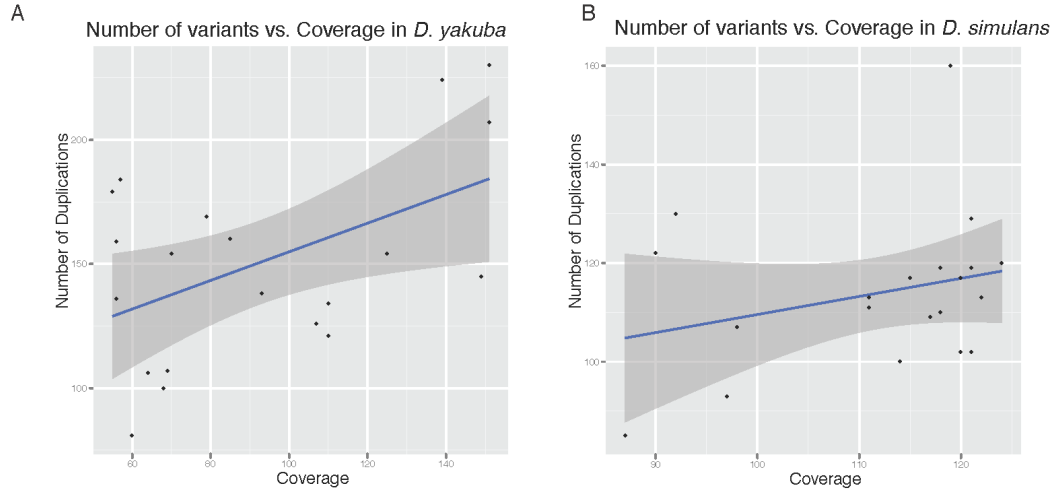 A
Number of variants vs. Coverage in D. yakuba
Number of Duplications
200
150
100
60
80
100
120
140
Coverage
B
Number of variants vs. Coverage in D. simulans
Number of Duplications
160
140
120
100
90
100
110
120
Coverage